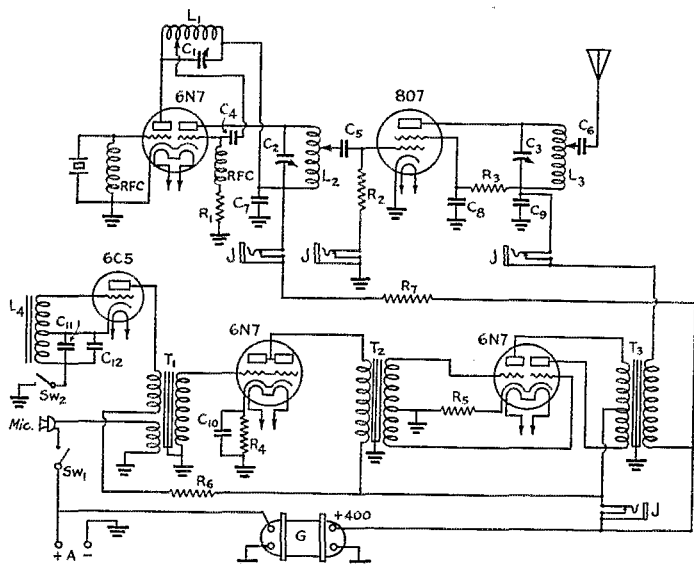 L1
C1
6N7
C4
807
C6
C5
C2
C3
L2
L3
RFC
RFC
R1
C7
R2
R3
C8
C9
J
J
J
R7
6C5
L4
C11
C12
Sw2
T1
6N7
T2
6N7
T3
R5
Mic.
C10
R4
Sw1
R6
J
+400
G
+ A -